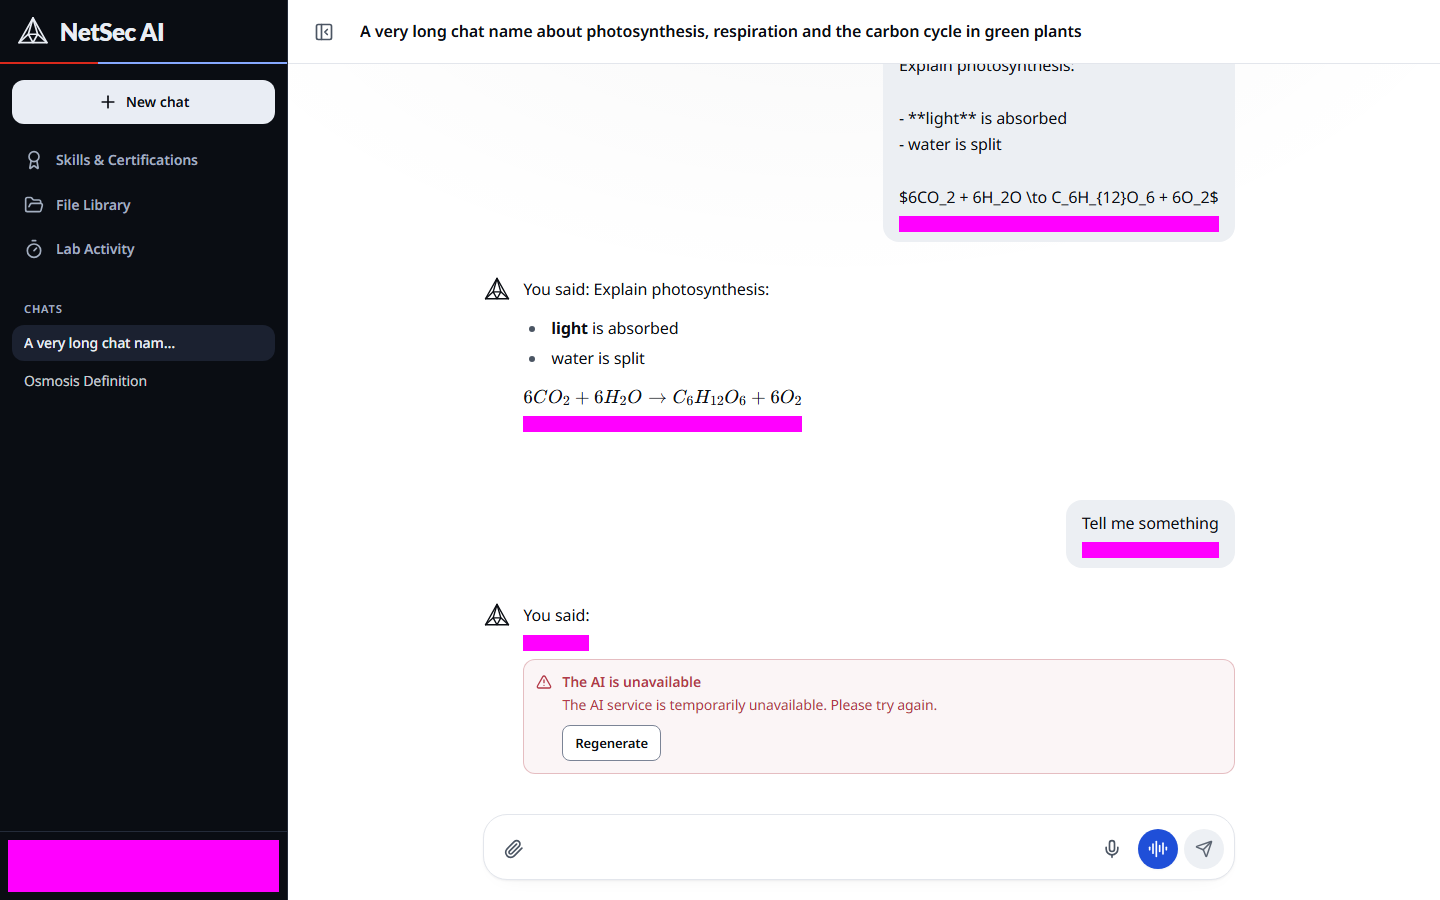 NetSec AI
New chat
Skills & Certifications
File Library
Lab Activity
CHATS
A very long chat nam...
Osmosis Definition
A very long chat name about photosynthesis, respiration and the carbon cycle in green plants
Explain photosynthesis:
- **light** is absorbed
- water is split
$6CO_2 + 6H_2O \to C_6H_{12}O_6 + 6O_2$
You said: Explain photosynthesis:
• light is absorbed
• water is split
6CO₂ + 6H₂O → C₆H₁₂O₆ + 6O₂
Tell me something
You said:
The AI is unavailable
The AI service is temporarily unavailable. Please try again.
Regenerate